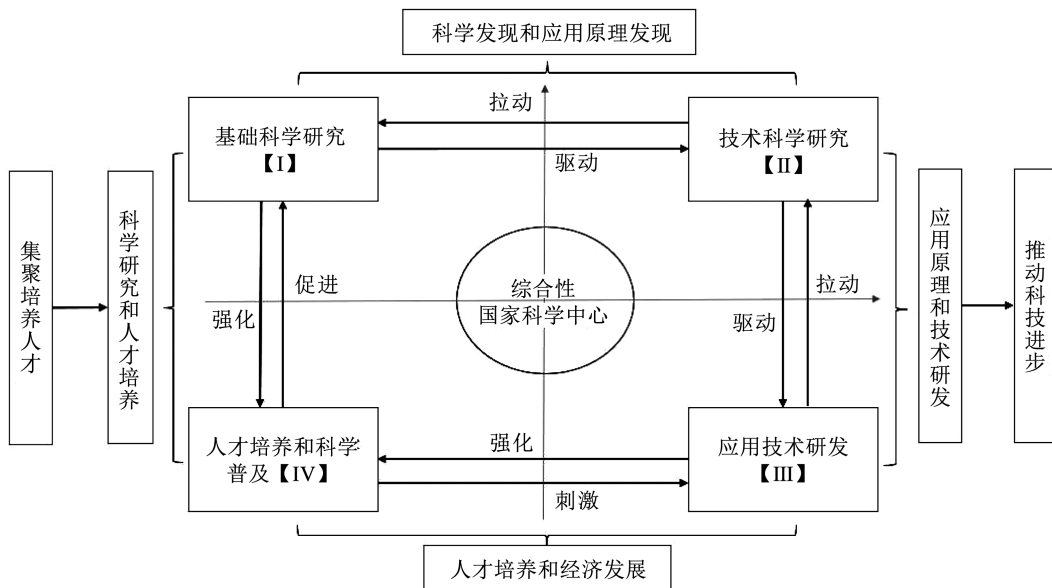 科学发现和应用原理发现
基础科学研究
【I】
拉动
驱动
技术科学研究
【II】
集聚培养人才
科学研究和人才培养
强化
促进
综合性
国家科学中心
驱动
拉动
应用原理和技术研发
推动科技进步
人才培养和科学
普及【IV】
强化
刺激
应用技术研发
【III】
人才培养和经济发展